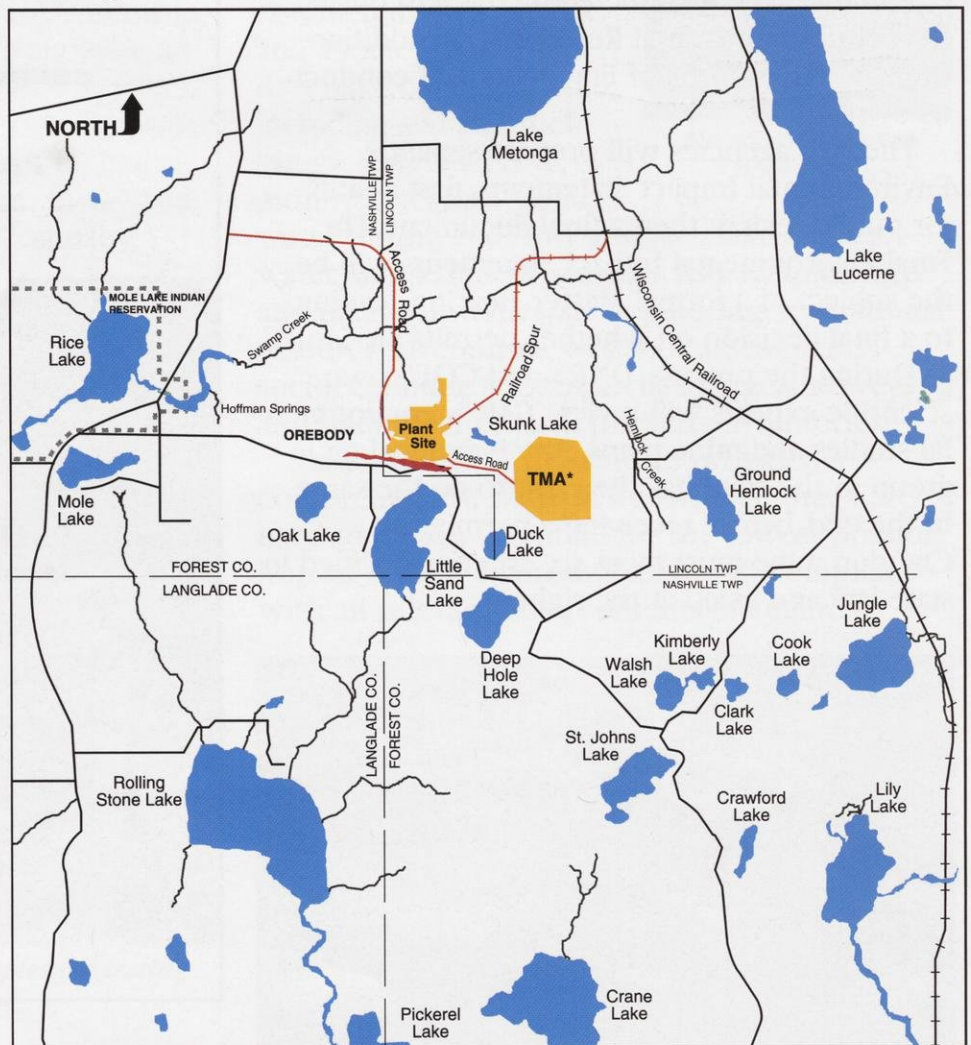 NORTH
Lake
Metonga
NASHVILLE TWP
LINCOLN TWP
Lake
Lucerne
Access Road
Wisconsin Central Railroad
MOLE LAKE INDIAN
RESERVATION
Rice
Lake
Swamp Creek
Railroad Spur
Hoffman Springs
OREBODY
Plant
Site
Skunk Lake
Hemlock Creek
Access Road
TMA*
Ground
Hemlock
Lake
Mole
Lake
Oak Lake
Duck
Lake
FOREST CO.
LANGLADE CO.
Little
Sand
Lake
LINCOLN TWP
NASHVILLE TWP
Jungle
Lake
Deep
Hole
Lake
Kimberly
Lake
Cook
Lake
Walsh
Lake
Clark
Lake
LANGLADE CO.
FOREST CO.
St. Johns
Lake
Rolling
Stone Lake
Crawford
Lake
Lily
Lake
Crane
Lake
Pickerel
Lake